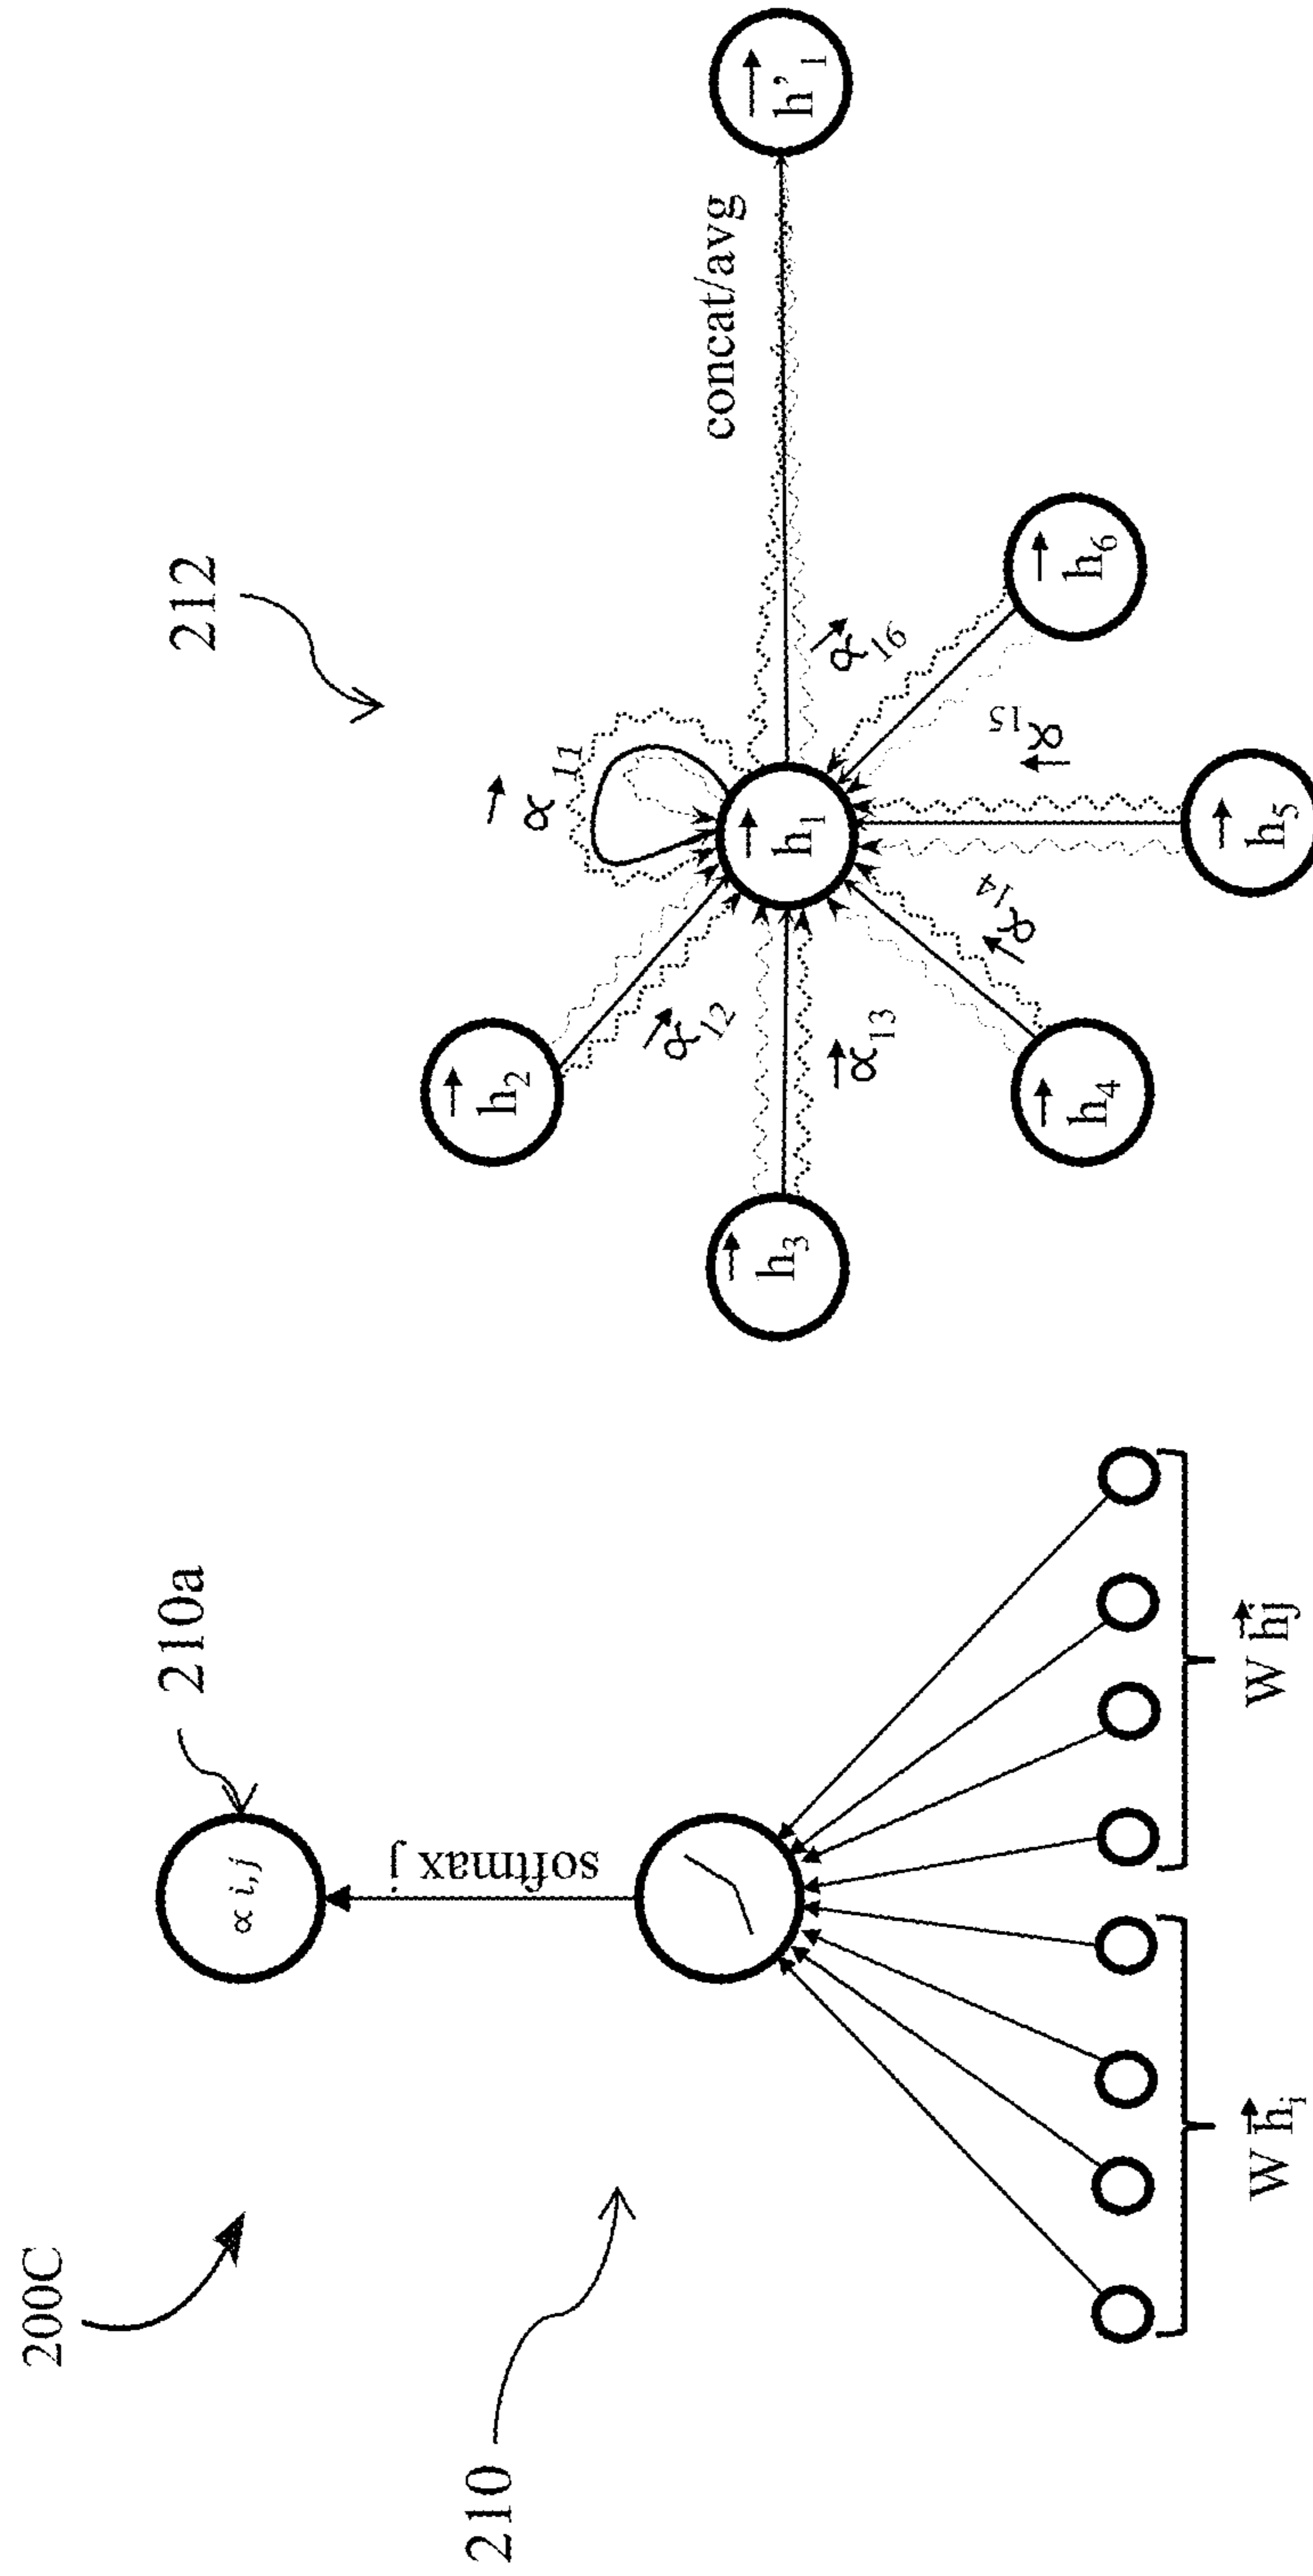 200C
210
210a
∝ i,j
softmax j
W h⃗i
W h⃗j
212
h⃗2
h⃗3
h⃗4
h⃗5
h⃗6
h⃗1
h⃗'1
∝⃗11
∝⃗12
∝⃗13
∝⃗14
∝⃗15
∝⃗16
concat/avg